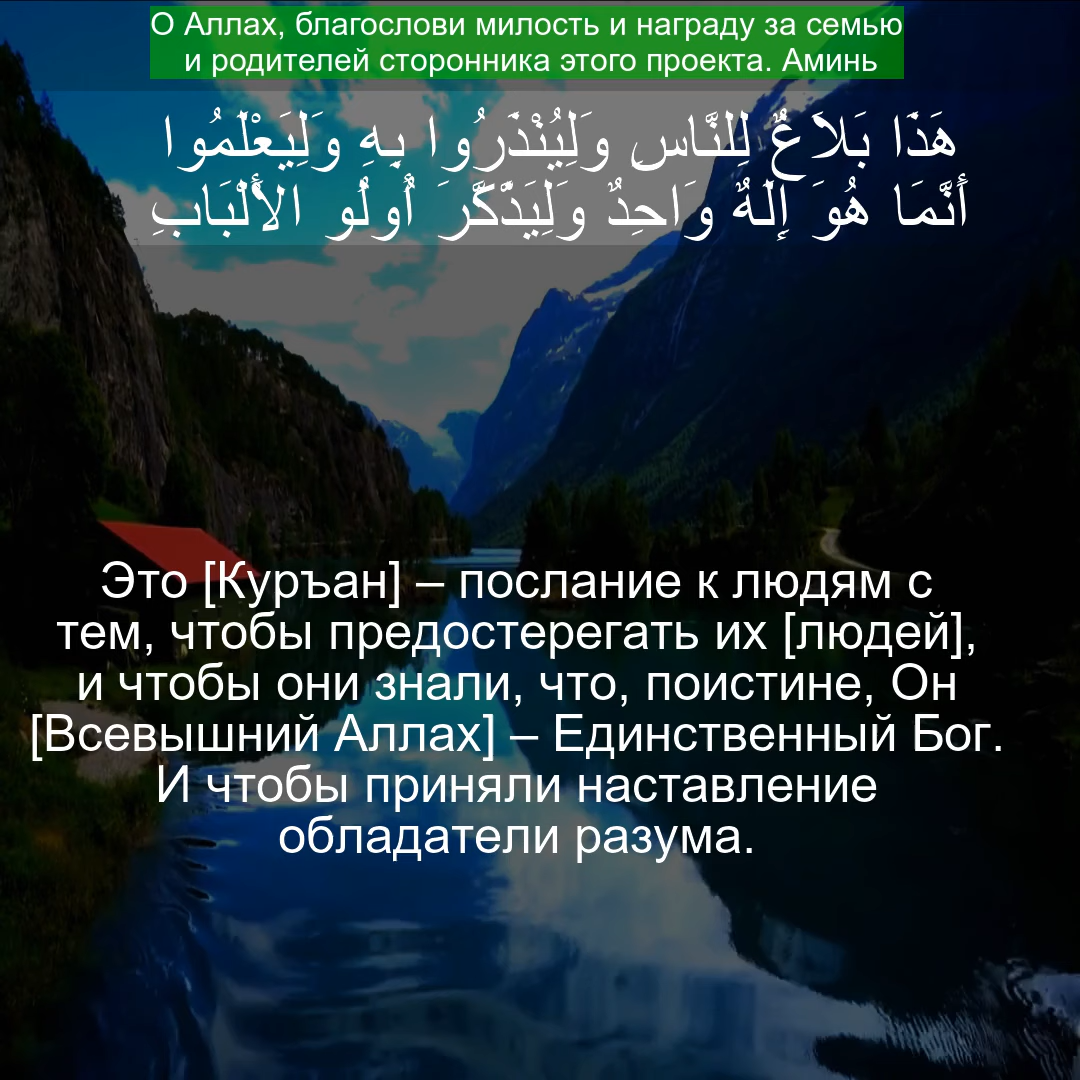 О Аллах, благослови милость и награду за семью
и родителей сторонника этого проекта. Аминь
هَذَا بَلَاغٌ لِلنَّاسِ وَلِيُنْذَرُوا بِهِ وَلِيَعْلَمُوا
أَنَّمَا هُوَ إِلَهٌ وَاحِدٌ وَلِيَذَّكَّرَ أُولُو الأَلْبَابِ
Это [Куръан] – послание к людям с
тем, чтобы предостерегать их [людей],
и чтобы они знали, что, поистине, Он
[Всевышний Аллах] – Единственный Бог.
И чтобы приняли наставление
обладатели разума.